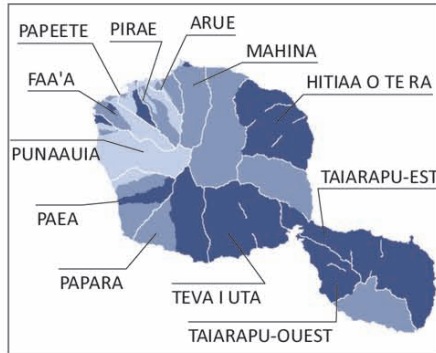 PAPEETE
PIRAE
ARUE
MAHINA
FAA'A
HITIAA O TE RA
PUNAAUIA
TAIARAPU-EST
PAEA
PAPARA
TEVA I UTA
TAIARAPU-OUEST